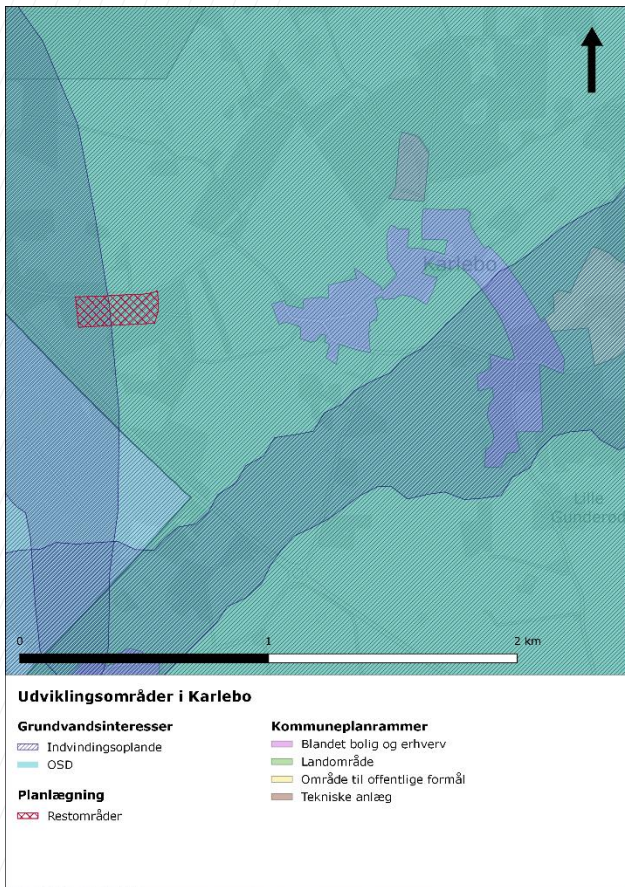 Karlebo
Lille
Gunderød
0
1
2 km
Udviklingsområder i Karlebo
Grundvandsinteresser
Indvindingsoplande
OSD
Planlægning
Restområder
Kommuneplanrammer
Blandet bolig og erhverv
Landområde
Område til offentlige formål
Tekniske anlæg